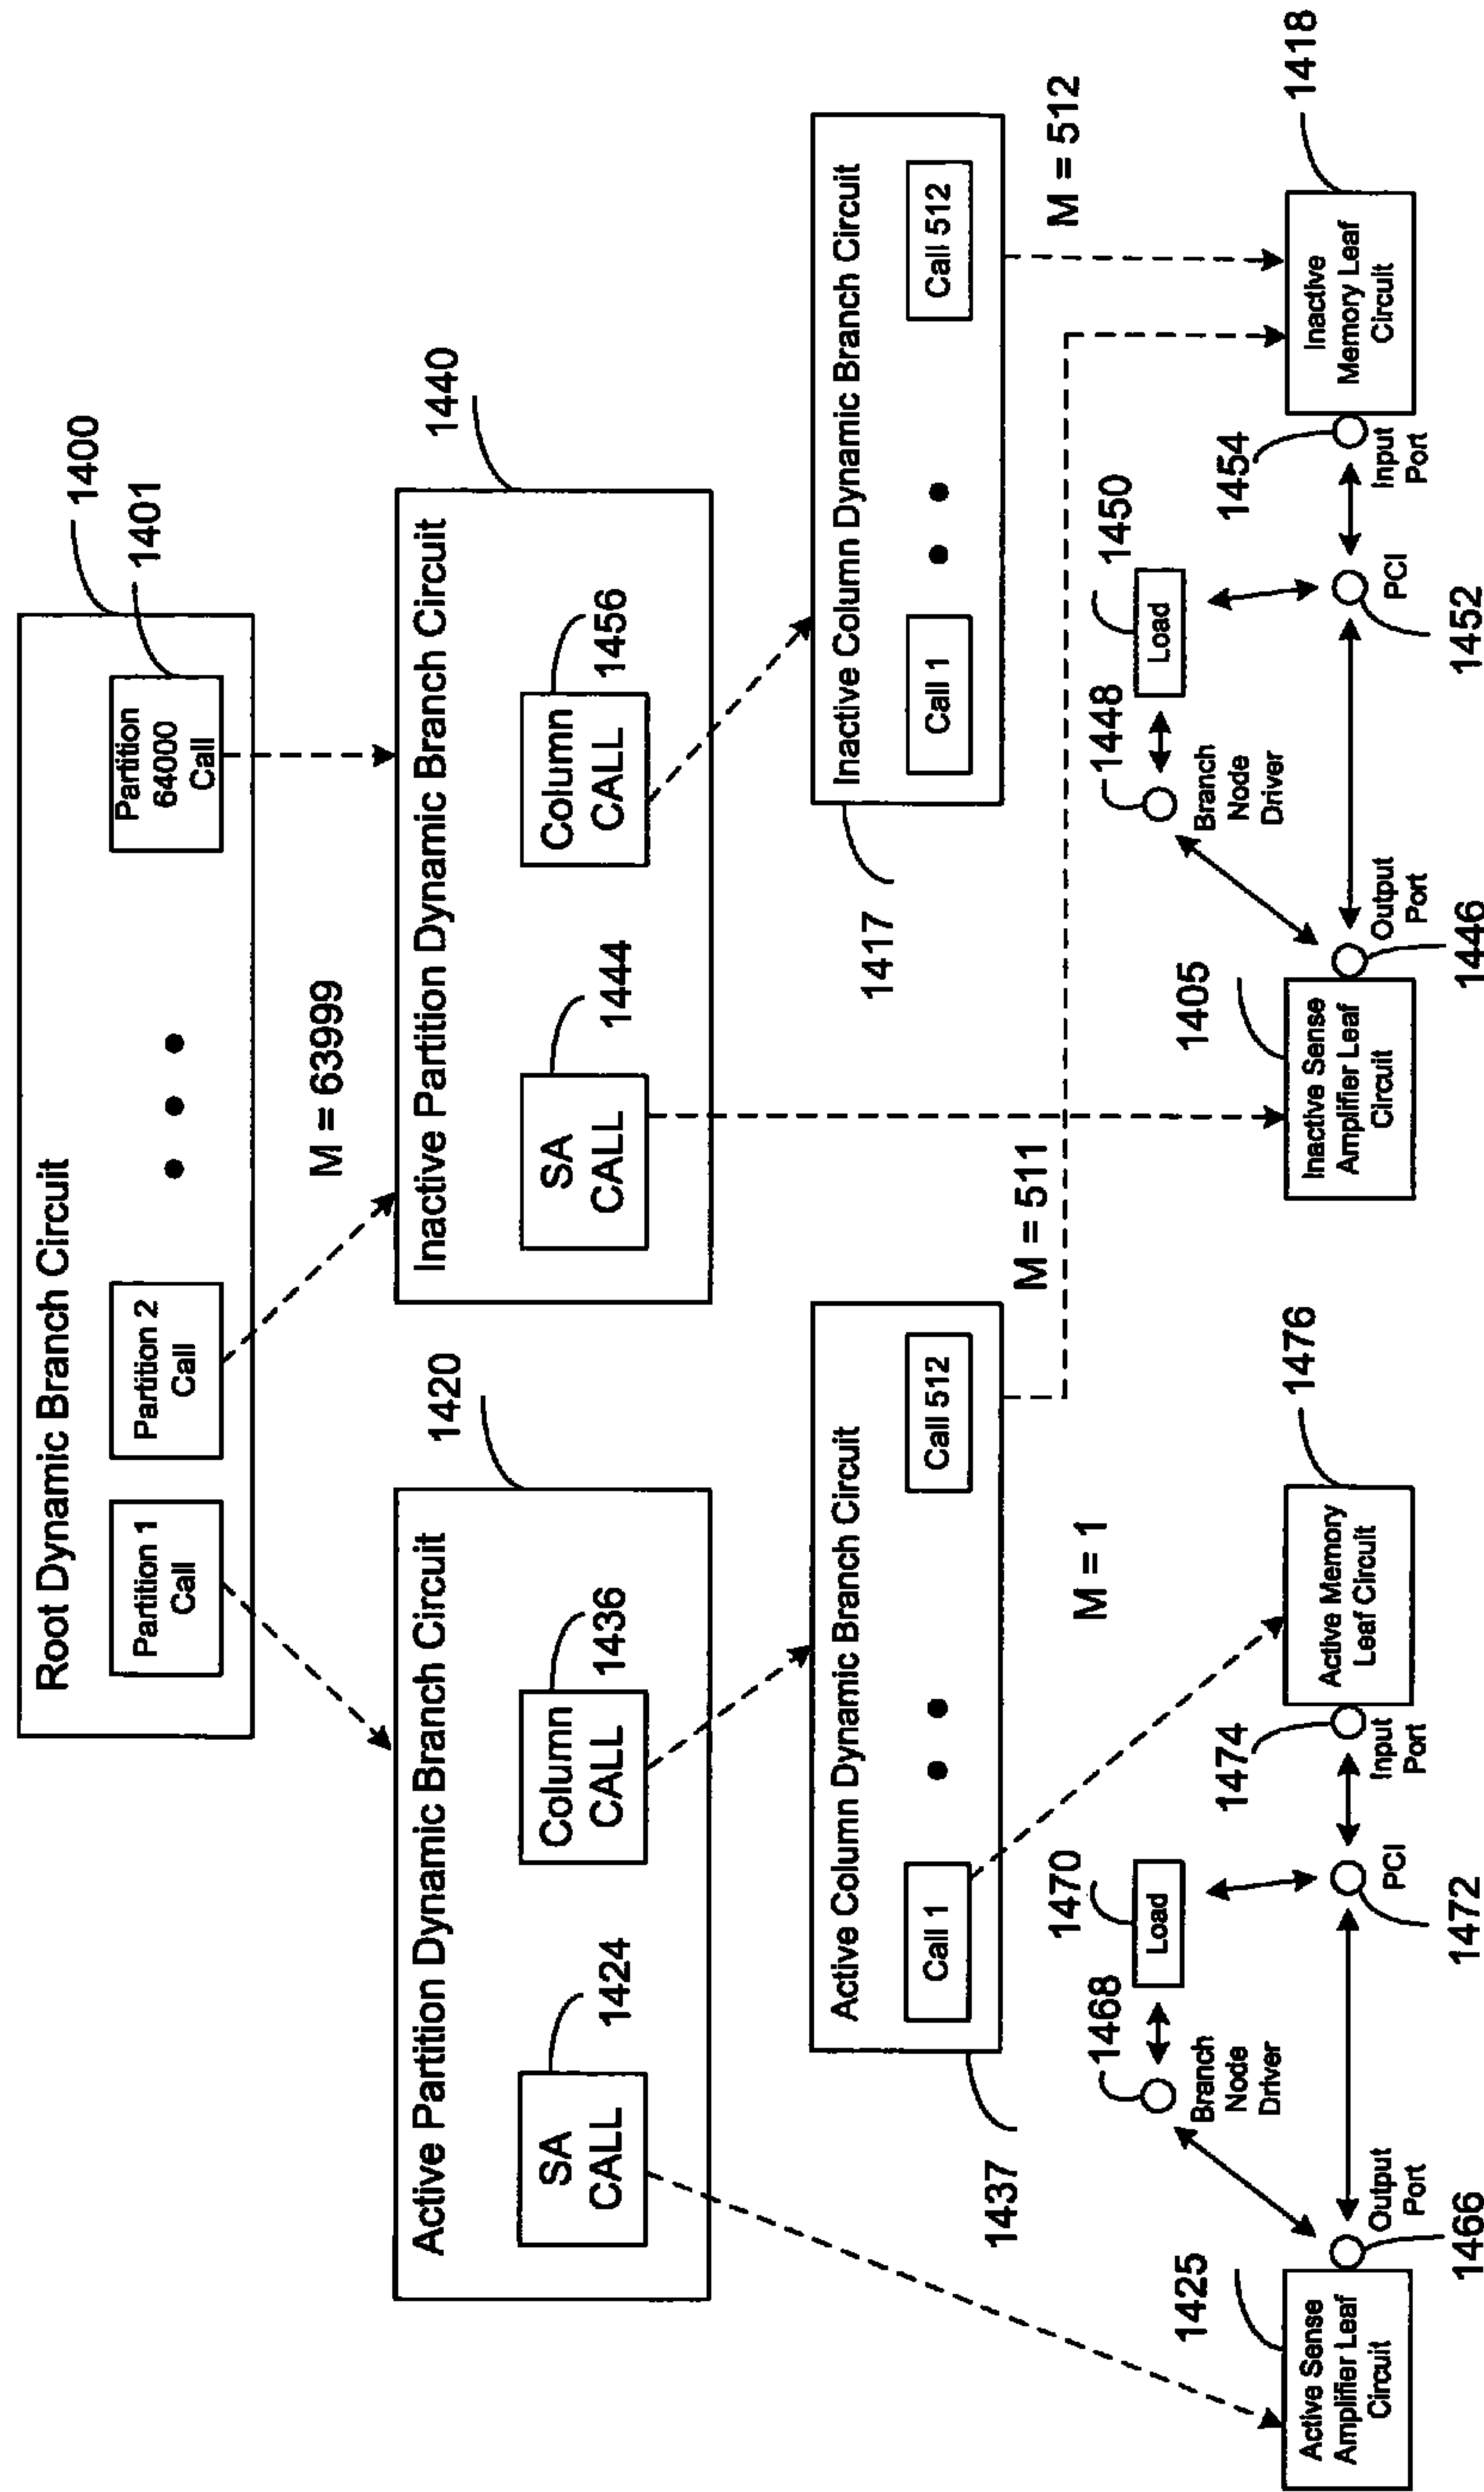 Root Dynamic Branch Circuit
1400
1401
Partition 1
Call
Partition 2
Call
Partition
64000
Call
M = 63999
1420
1440
Active Partition Dynamic Branch Circuit
SA
CALL
1424
Column
CALL
1436
Inactive Partition Dynamic Branch Circuit
SA
CALL
1444
Column
CALL
1456
Active Column Dynamic Branch Circuit
Call 1
Call 512
1437
Inactive Column Dynamic Branch Circuit
Call 1
Call 512
1417
M = 1
M = 511
M = 512
1425
Active Sense
Amplifier Leaf
Circuit
1466
Output
Port
1468
Branch
Node
Driver
1470
Load
1472
PCI
1474
Input
Port
1476
Active Memory
Leaf Circuit
1405
Inactive Sense
Amplifier Leaf
Circuit
1446
Output
Port
1448
Branch
Node
Driver
1450
Load
1452
PCI
1454
Input
Port
1418
Inactive
Memory Leaf
Circuit